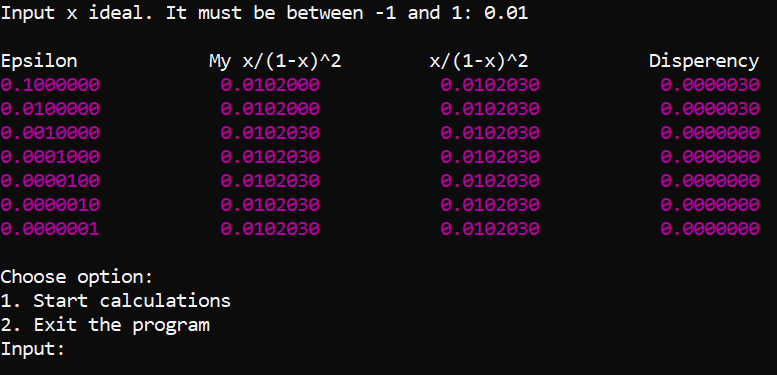 Input x ideal. It must be between -1 and 1: 0.01
Epsilon My x/(1-x)^2 x/(1-x)^2 Disperency
0.1000000 0.0102000 0.0102030 0.0000030
0.0100000 0.0102000 0.0102030 0.0000030
0.0010000 0.0102030 0.0102030 0.0000000
0.0001000 0.0102030 0.0102030 0.0000000
0.0000100 0.0102030 0.0102030 0.0000000
0.0000010 0.0102030 0.0102030 0.0000000
0.0000001 0.0102030 0.0102030 0.0000000
Choose option:
1. Start calculations
2. Exit the program
Input: